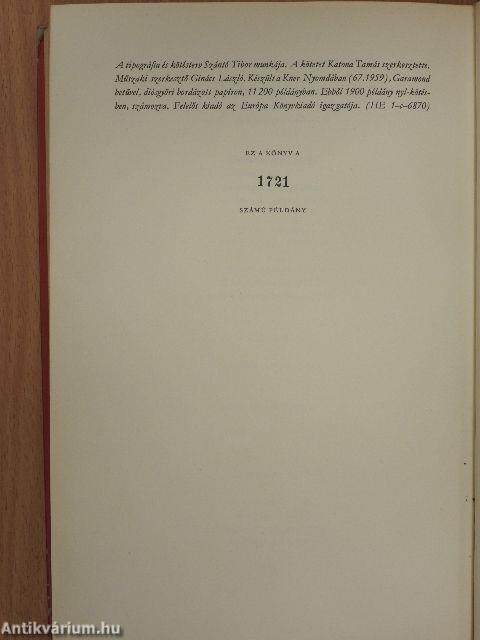 A tipográfia és kötésterv Szántó Tibor munkája. A kötetet Katona Tamás szerkesztette.
Műszaki szerkesztő Ginács László. Készült a Kner Nyomdában (67.1959), Garamond
betűvel, diósgyőri bordázott papíron, 11 200 példányban. Ebből 1900 példány nyl-kötés-
ben, számozva. Felelős kiadó az Európa Könyvkiadó igazgatója. (HE 1–c–6870)
EZ A KÖNYV A
1721
SZÁMÚ PÉLDÁNY
Antikvárium.hu